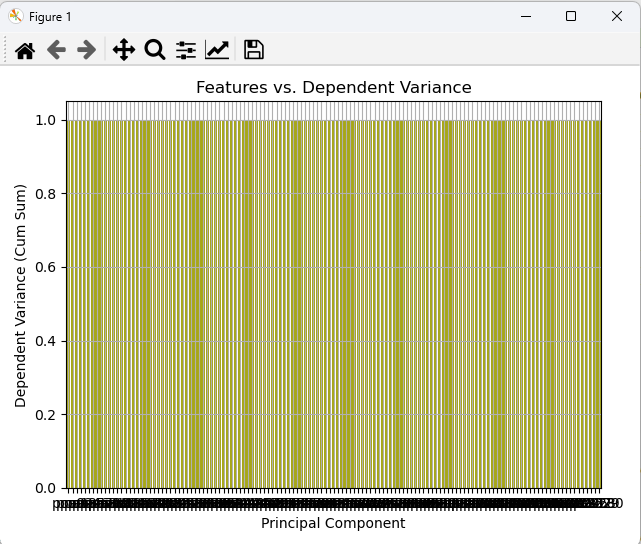 Figure 1
Features vs. Dependent Variance
1.0
0.8
0.6
0.4
0.2
0.0
Dependent Variance (Cum Sum)
Principal Component